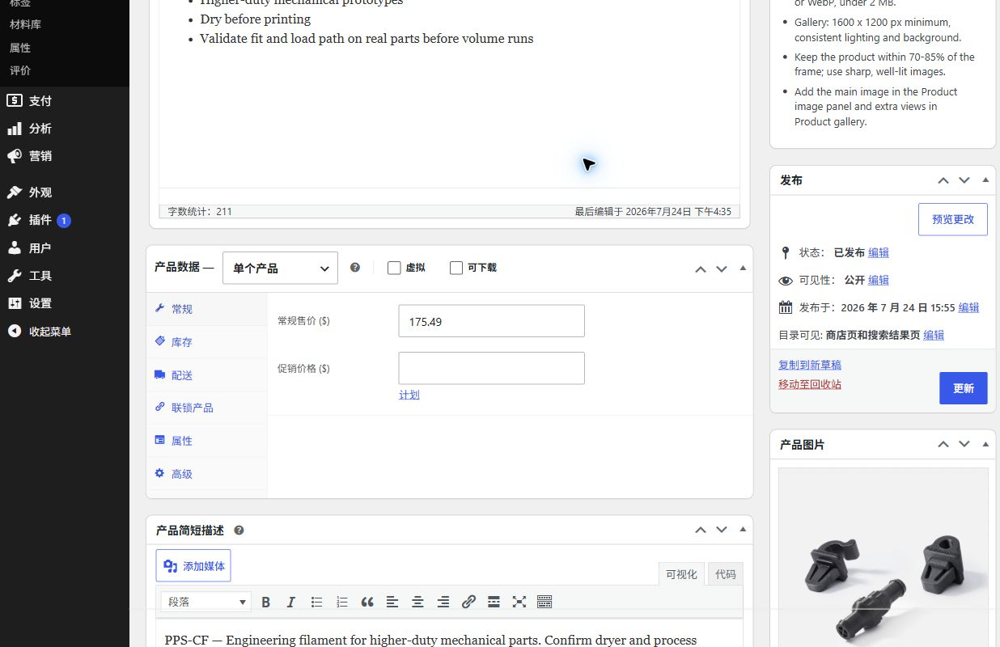 标签
材料库
属性
评价
支付
分析
营销
外观
插件 1
用户
工具
设置
收起菜单
Higher-duty mechanical prototypes
Dry before printing
Validate fit and load path on real parts before volume runs
字数统计：211
最后编辑于 2026年7月24日 下午4:35
产品数据 —
单个产品
虚拟
可下载
常规
库存
配送
联锁产品
属性
高级
常规售价 ($)
175.49
促销价格 ($)
计划
产品简短描述
添加媒体
可视化
代码
段落
PPS-CF — Engineering filament for higher-duty mechanical parts. Confirm dryer and process
or WebP, under 2 MB.
Gallery: 1600 x 1200 px minimum,
consistent lighting and background.
Keep the product within 70-85% of the
frame; use sharp, well-lit images.
Add the main image in the Product
image panel and extra views in
Product gallery.
发布
预览更改
状态： 已发布 编辑
可见性： 公开 编辑
发布于：2026 年 7 月 24 日 15:55 编辑
目录可见: 商店页和搜索结果页 编辑
复制到新草稿
移动至回收站
更新
产品图片